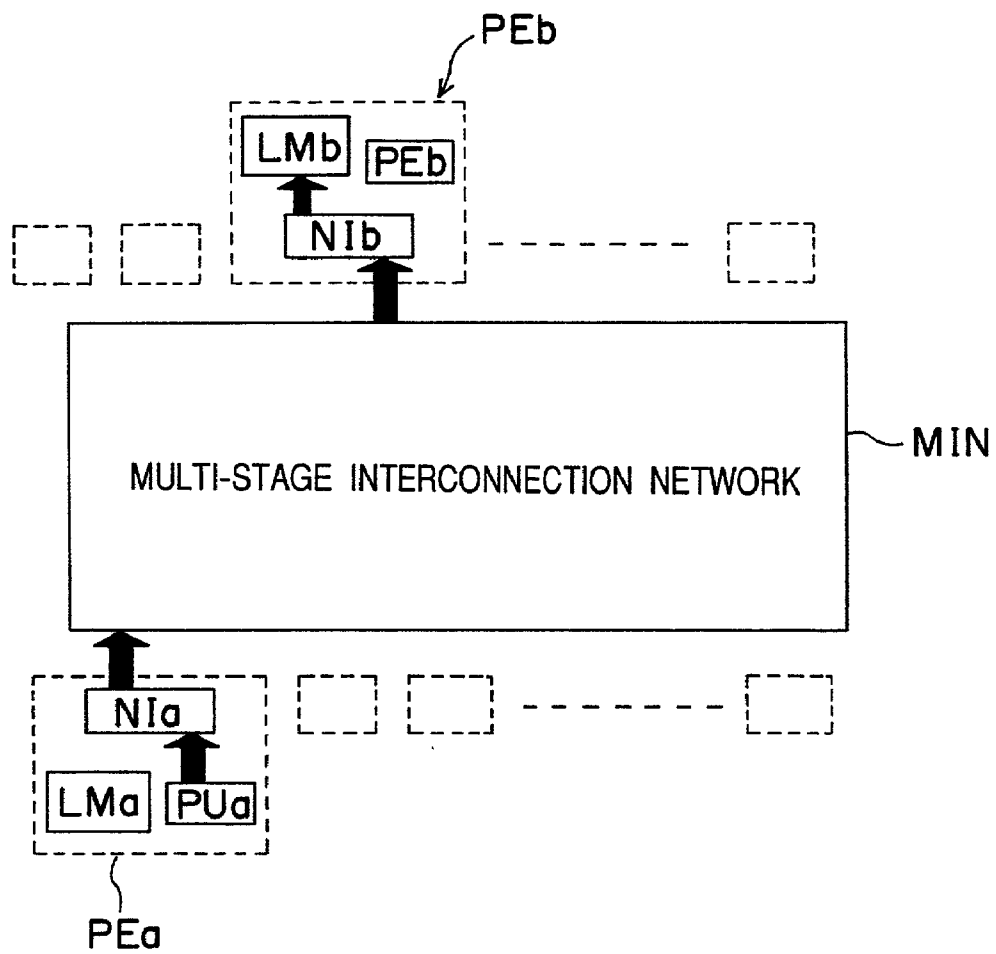 PEb
LMb
PEb
NIb
MULTI-STAGE INTERCONNECTION NETWORK
MIN
NIa
LMa
PUa
PEa